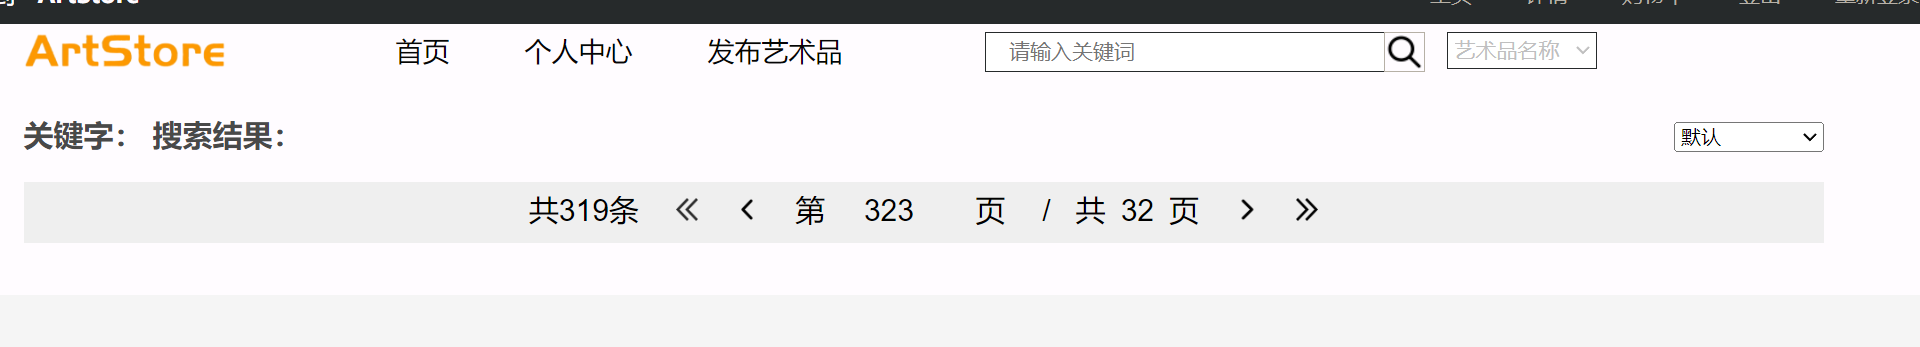 ArtStore
ArtStore 首页 个人中心 发布艺术品 请输入关键词 艺术品名称
关键字： 搜索结果： 默认
共319条 第 323 页 / 共 32 页